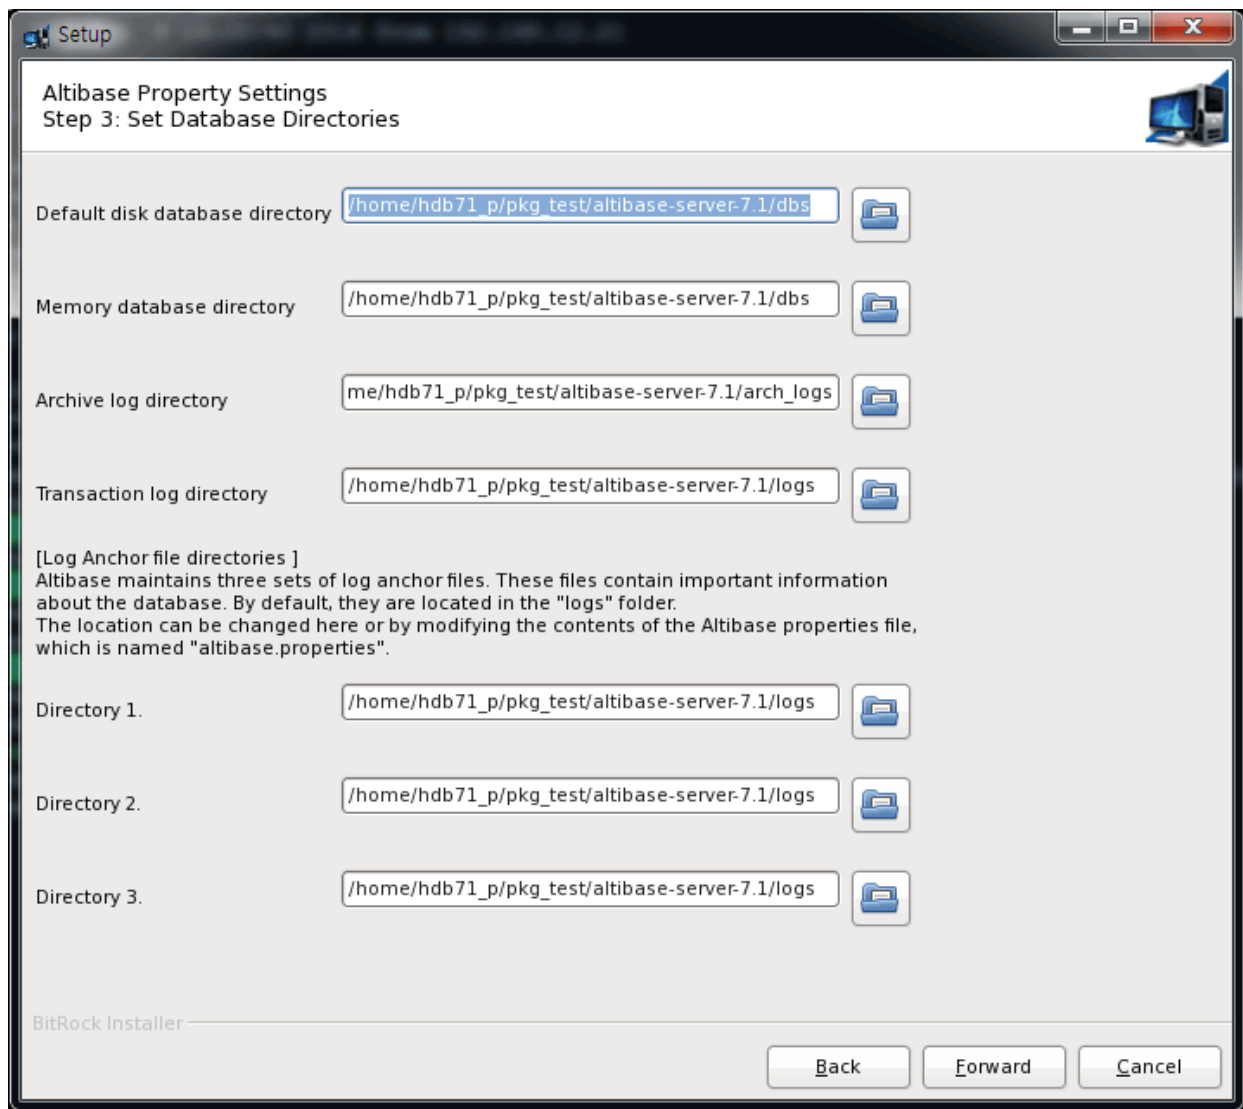 Setup
Altibase Property Settings
Step 3: Set Database Directories
Default disk database directory /home/hdb71_p/pkg_test/altibase-server-7.1/dbs
Memory database directory /home/hdb71_p/pkg_test/altibase-server-7.1/dbs
Archive log directory me/hdb71_p/pkg_test/altibase-server-7.1/arch_logs
Transaction log directory /home/hdb71_p/pkg_test/altibase-server-7.1/logs
[Log Anchor file directories ]
Altibase maintains three sets of log anchor files. These files contain important information
about the database. By default, they are located in the "logs" folder.
The location can be changed here or by modifying the contents of the Altibase properties file,
which is named "altibase.properties".
Directory 1. /home/hdb71_p/pkg_test/altibase-server-7.1/logs
Directory 2. /home/hdb71_p/pkg_test/altibase-server-7.1/logs
Directory 3. /home/hdb71_p/pkg_test/altibase-server-7.1/logs
BitRock Installer
Back Forward Cancel